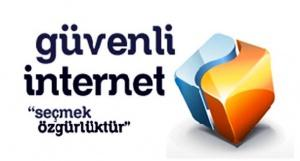 güvenli
internet
“seçmek
özgürlüktür”